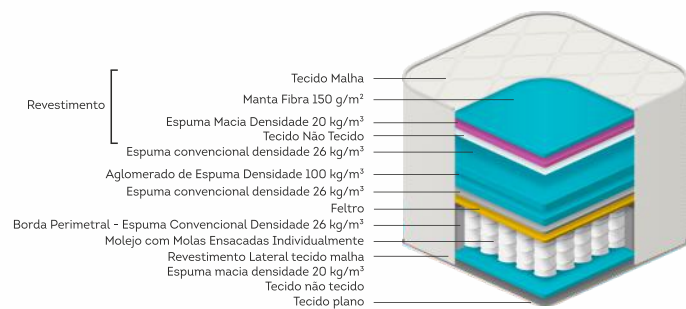 Tecido Malha
Manta Fibra 150 g/m²
Revestimento
Espuma Macia Densidade 20 kg/m³
Tecido Não Tecido
Espuma convencional densidade 26 kg/m³
Aglomerado de Espuma Densidade 100 kg/m³
Espuma convencional densidade 26 kg/m³
Feltro
Borda Perimetral - Espuma Convencional Densidade 26 kg/m³
Molejo com Molas Ensacadas Individualmente
Revestimento Lateral tecido malha
Espuma macia densidade 20 kg/m³
Tecido não tecido
Tecido plano